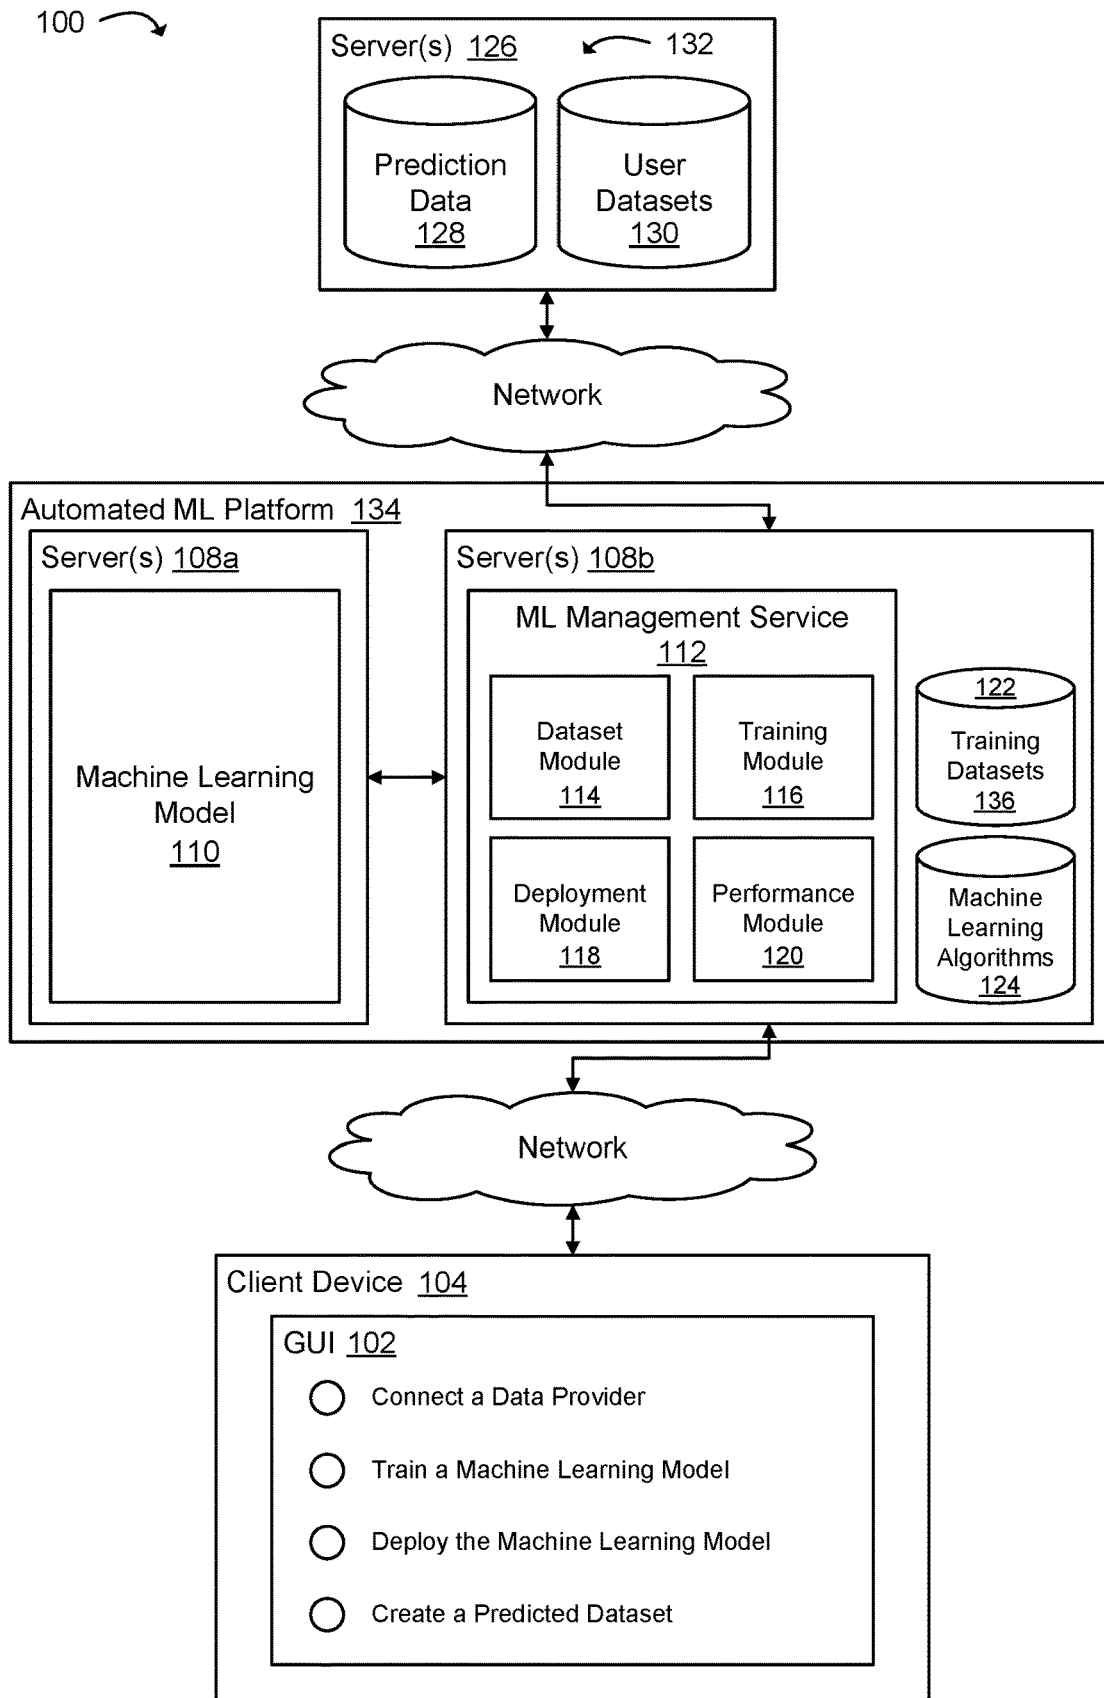 100
Server(s) 126
132
Prediction
Data
128
User
Datasets
130
Network
Automated ML Platform 134
Server(s) 108a
Machine Learning
Model
110
Server(s) 108b
ML Management Service
112
Dataset
Module
114
Training
Module
116
Deployment
Module
118
Performance
Module
120
122
Training
Datasets
136
Machine
Learning
Algorithms
124
Network
Client Device 104
GUI 102
Connect a Data Provider
Train a Machine Learning Model
Deploy the Machine Learning Model
Create a Predicted Dataset